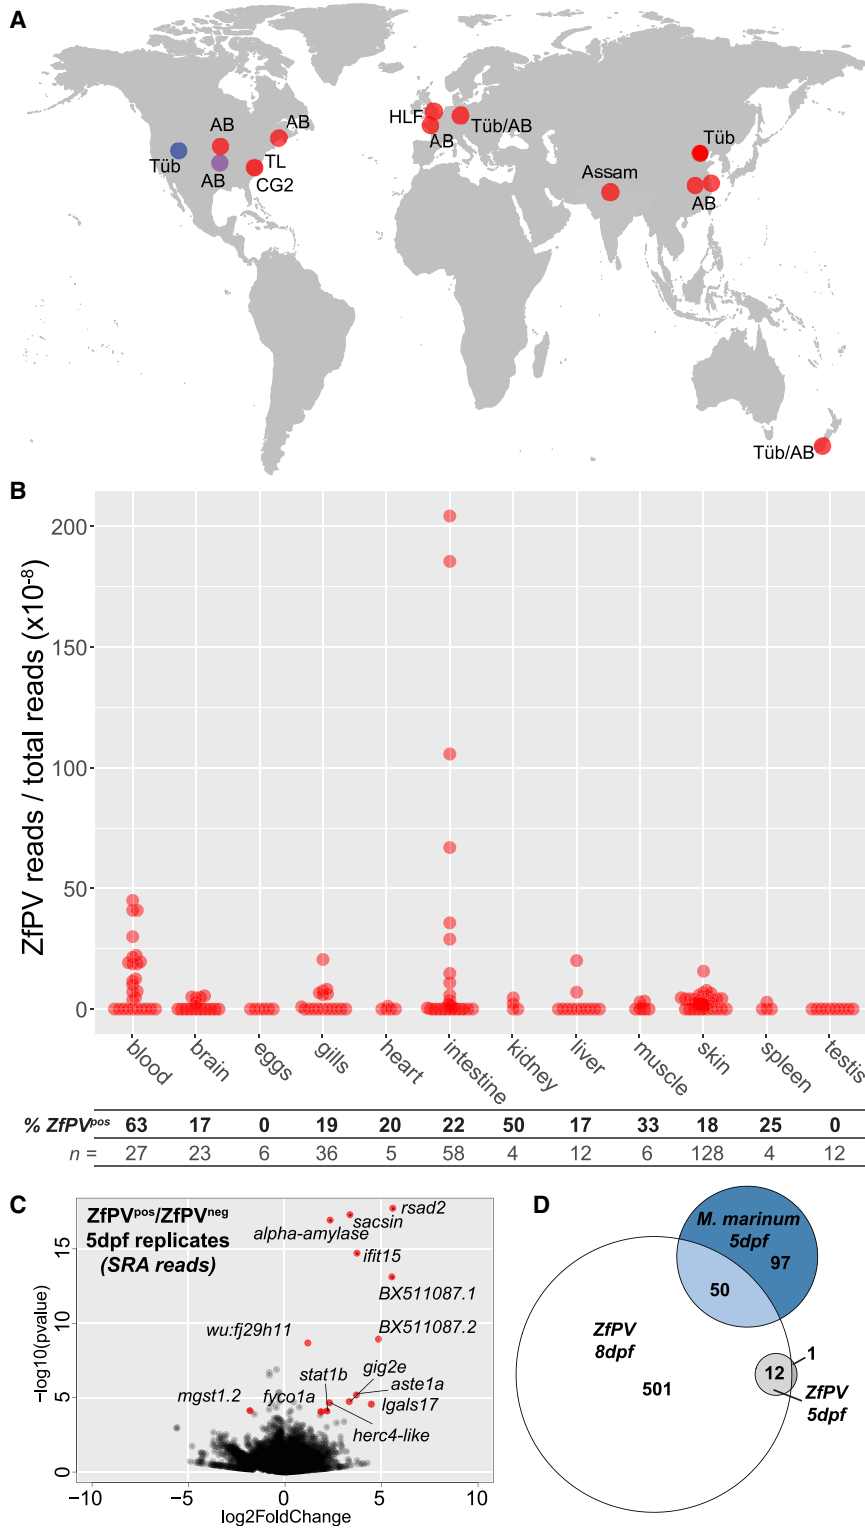 A
AB
AB
Tüb
AB
TL
CG2
HLF
AB
Tüb/AB
Tüb
Assam
AB
Tüb/AB
B
ZfPV reads / total reads (x10-8)
200
150
100
50
0
blood brain eggs gills heart intestine kidney liver muscle skin spleen testis
% ZfPVpos 63 17 0 19 20 22 50 17 33 18 25 0
n = 27 23 6 36 5 58 4 12 6 128 4 12
C
ZfPVpos/ZfPVneg
5dpf replicates
(SRA reads)
rsad2
sacsin
alpha-amylase
ifit15
BX511087.1
BX511087.2
wu:fj29h11
gig2e
stat1b
aste1a
mgst1.2
fyco1a
lgals17
herc4-like
−log10(pvalue)
15
10
5
0
−10 −5 0 5 10
log2FoldChange
D
M. marinum
5dpf
97
50
ZfPV
8dpf
501
1
12
ZfPV
5dpf